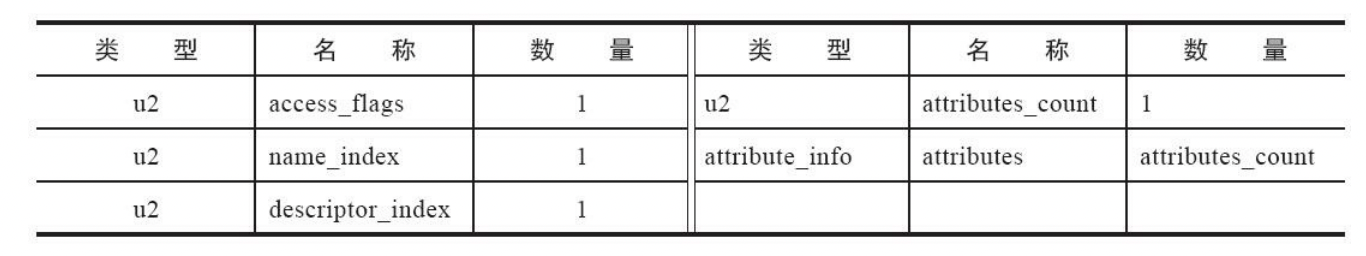 类 型 名 称 数 量 类 型 名 称 数 量
u2 access_flags 1 u2 attributes_count 1
u2 name_index 1 attribute_info attributes attributes_count
u2 descriptor_index 1